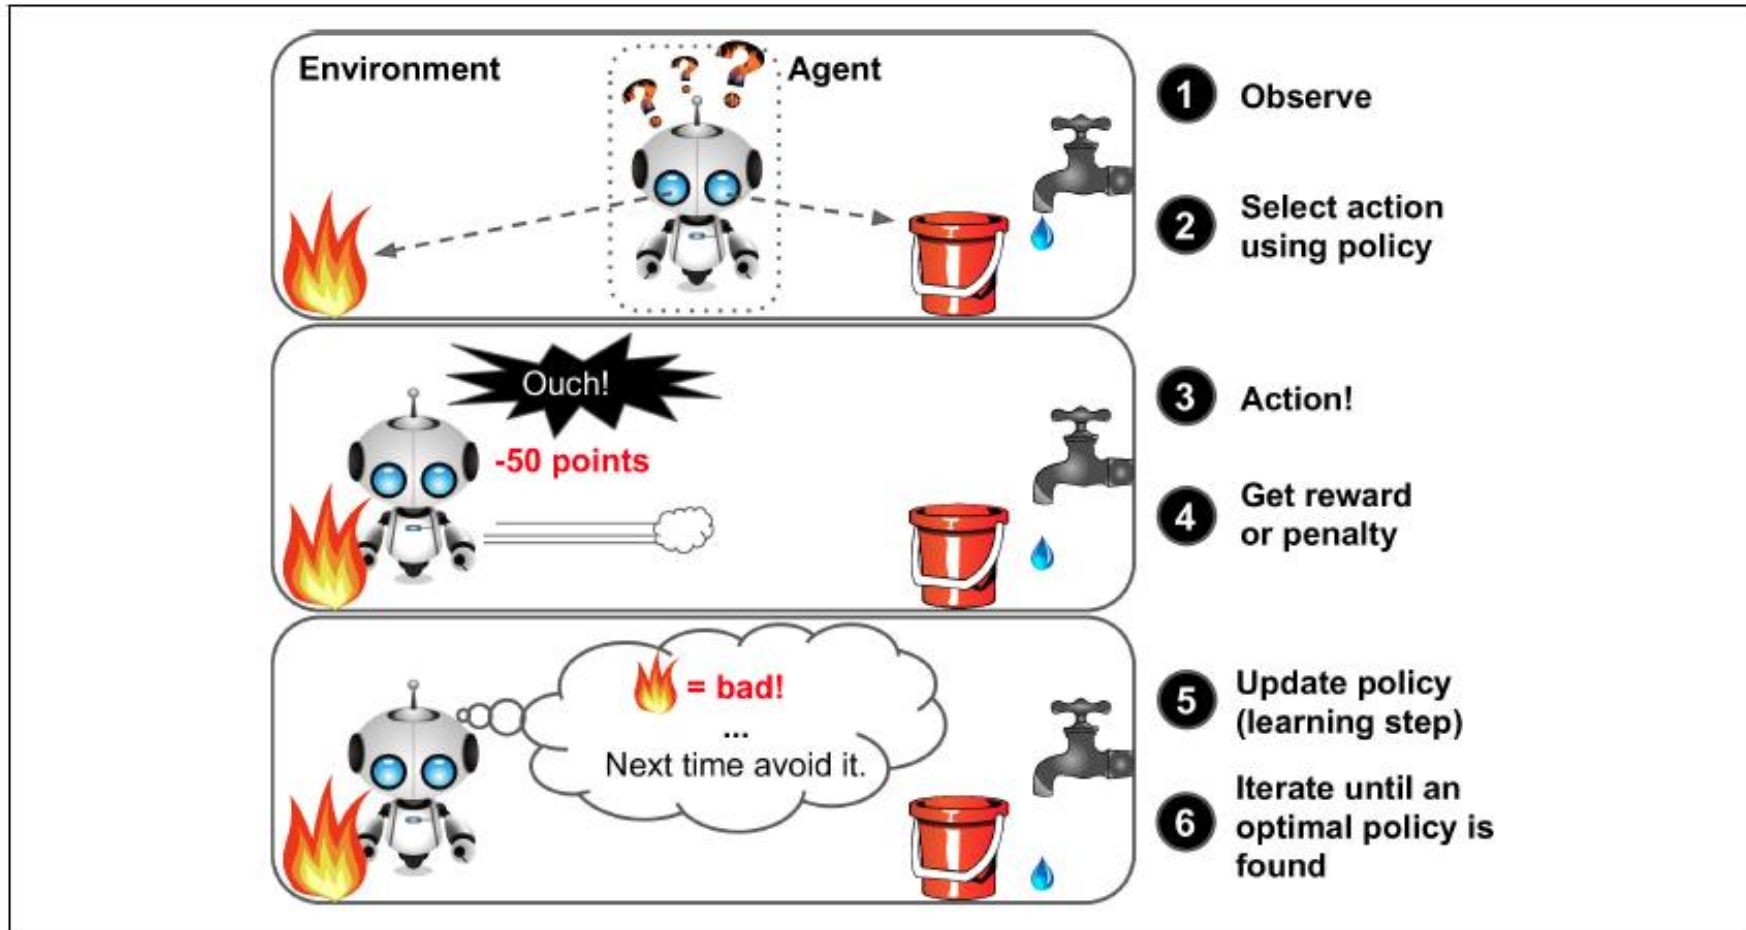 Environment
Agent
1 Observe
2 Select action
using policy
Ouch!
-50 points
3 Action!
4 Get reward
or penalty
= bad!
...
Next time avoid it.
5 Update policy
(learning step)
6 Iterate until an
optimal policy is
found